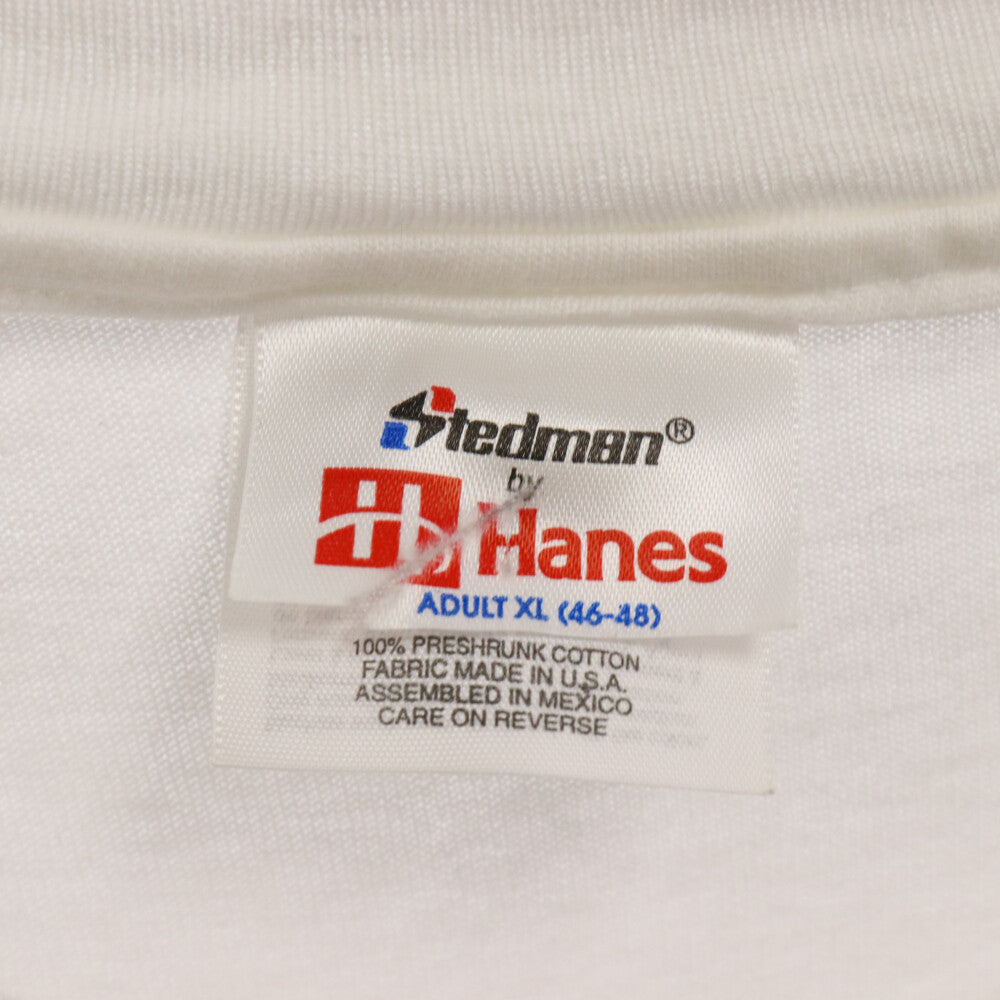 Stedman®
by
H Hanes
ADULT XL (46-48)
100% PRESHRUNK COTTON
FABRIC MADE IN U.S.A.
ASSEMBLED IN MEXICO
CARE ON REVERSE